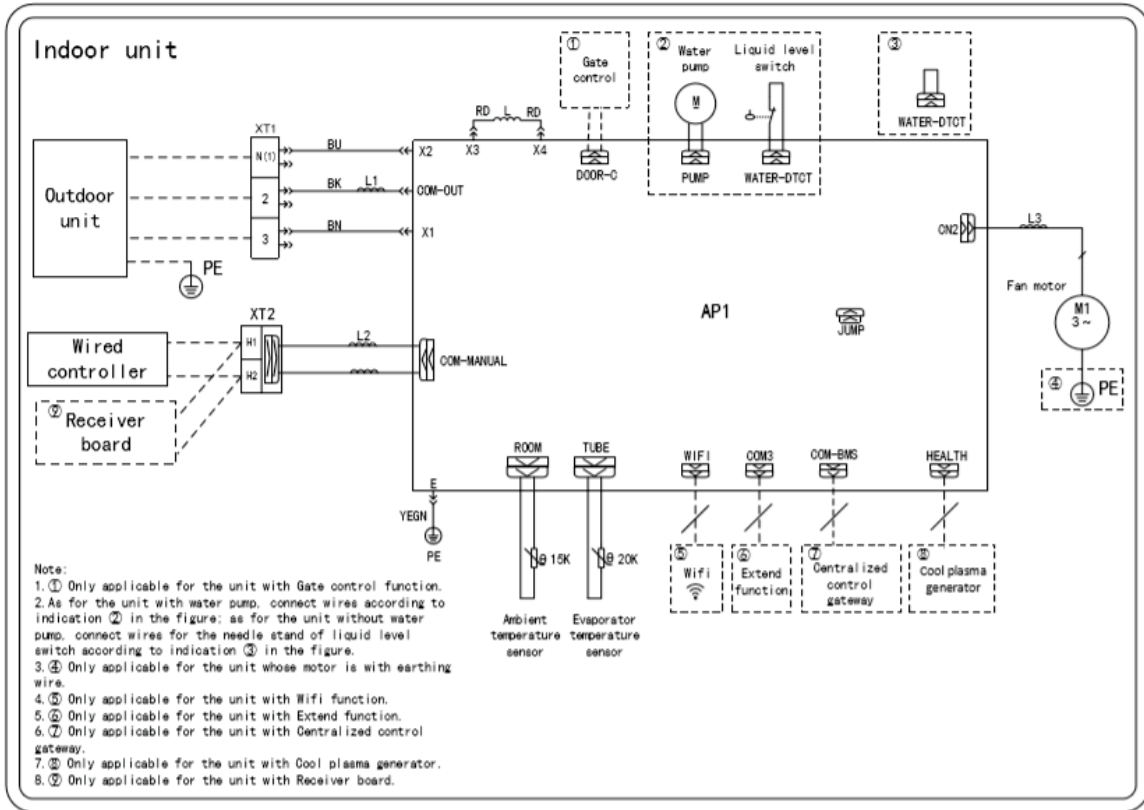 Indoor unit
① Gate control
② Water pump
Liquid level switch
③
WATER-DTCT
M
RD L RD
X3 X4
DOOR-C
PUMP
WATER-DTCT
Outdoor unit
XT1
N(1)
2
3
BU
BK
L1
BN
X2
COM-OUT
X1
PE
CN2
L3
Fan motor
M1
3~
④ PE
AP1
JUMP
Wired controller
XT2
H1
H2
L2
COM-MANUAL
⑨ Receiver board
ROOM
TUBE
WIFI
COM3
COM-BMS
HEALTH
E
YEGN
PE
θ 15K
θ 20K
Ambient temperature sensor
Evaporator temperature sensor
⑤ Wifi
⑥ Extend function
⑦ Centralized control gateway
⑧ Cool plasma generator
Note:
1. ① Only applicable for the unit with Gate control function.
2. As for the unit with water pump, connect wires according to
indication ② in the figure; as for the unit without water
pump, connect wires for the needle stand of liquid level
switch according to indication ③ in the figure.
3. ④ Only applicable for the unit whose motor is with earthing
wire.
4. ⑤ Only applicable for the unit with Wifi function.
5. ⑥ Only applicable for the unit with Extend function.
6. ⑦ Only applicable for the unit with Centralized control
gateway.
7. ⑧ Only applicable for the unit with Cool plasma generator.
8. ⑨ Only applicable for the unit with Receiver board.